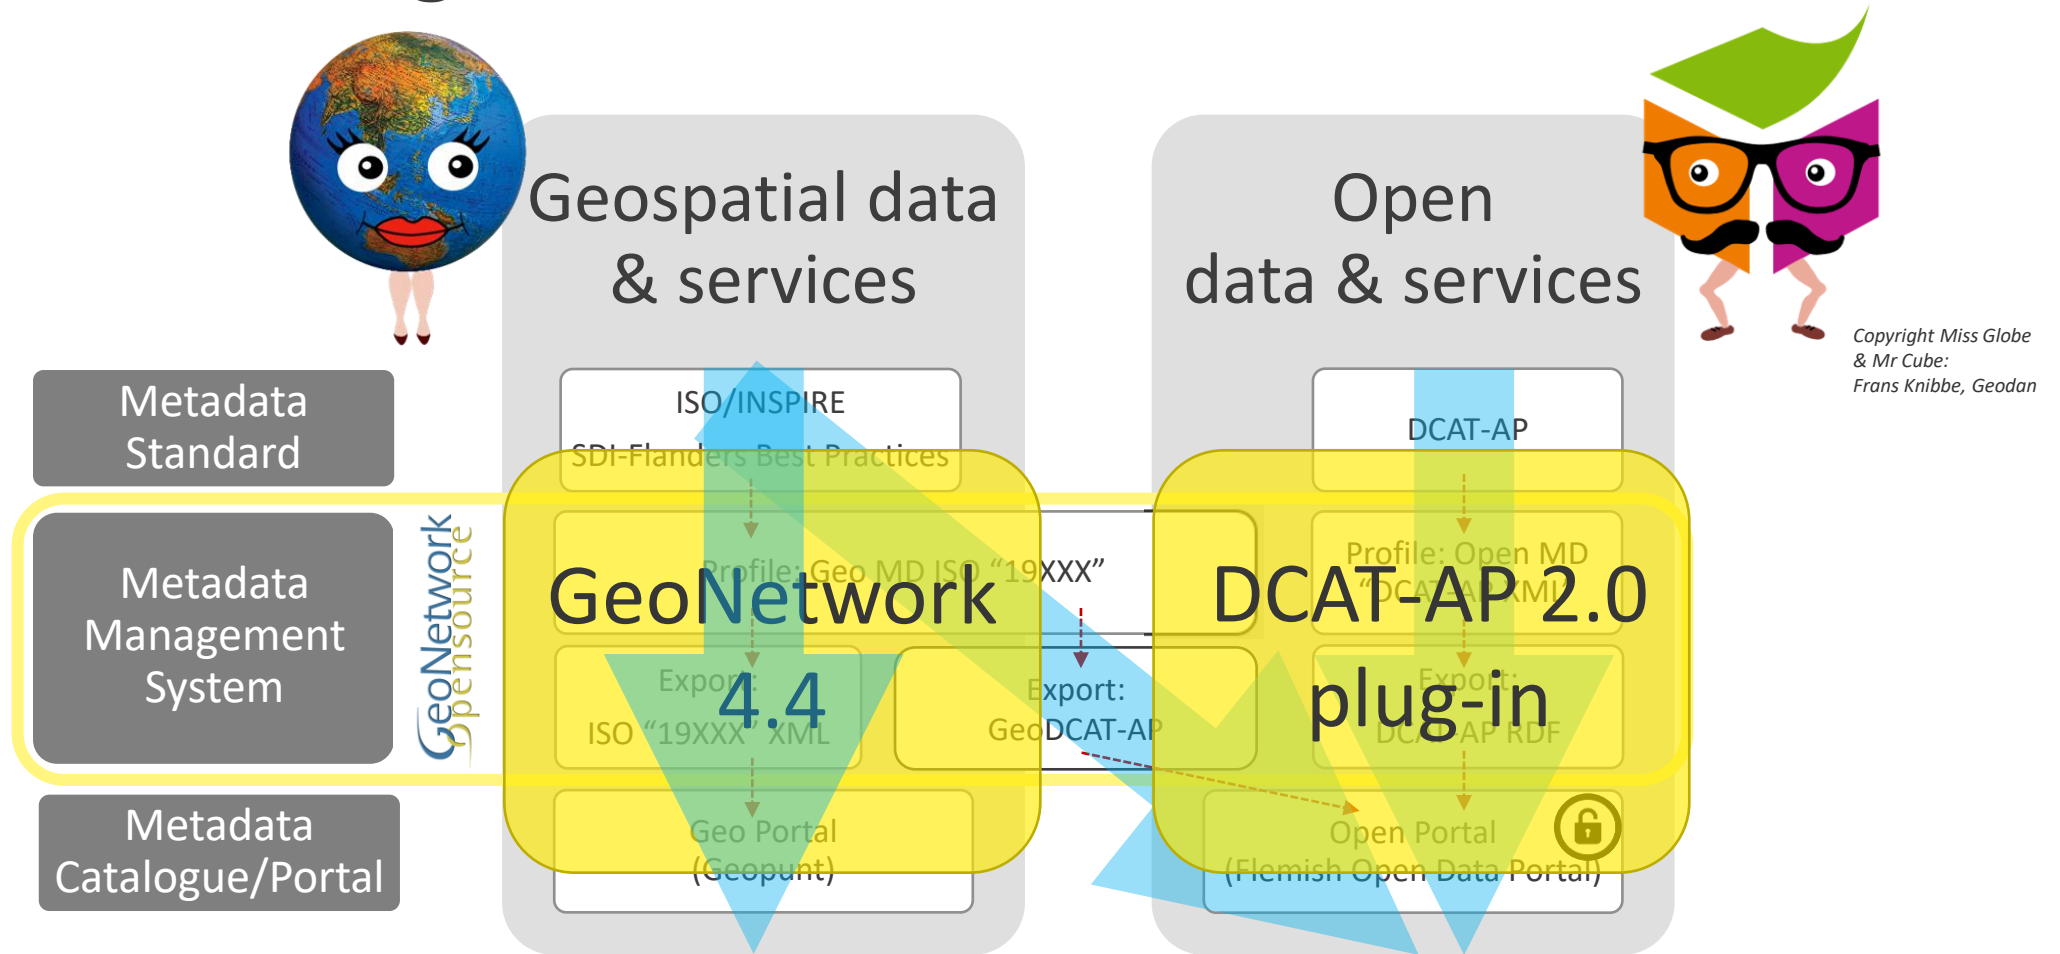 Geospatial data
& services
Open
data & services
Copyright Miss Globe
& Mr Cube:
Frans Knibbe, Geodan
Metadata
Standard
ISO/INSPIRE
SDI-Flanders Best Practices
DCAT-AP
Metadata
Management
System
GeoNetwork
Opensource
Profile: Geo MD ISO “19XXX”
Profile: Open MD
“DCAT-AP XML”
GeoNetwork
4.4
DCAT-AP 2.0
plug-in
Export:
ISO “19XXX” XML
Export:
GeoDCAT-AP
Export:
DCAT-AP RDF
Metadata
Catalogue/Portal
Geo Portal
(Geopunt)
Open Portal
(Flemish Open Data Portal)